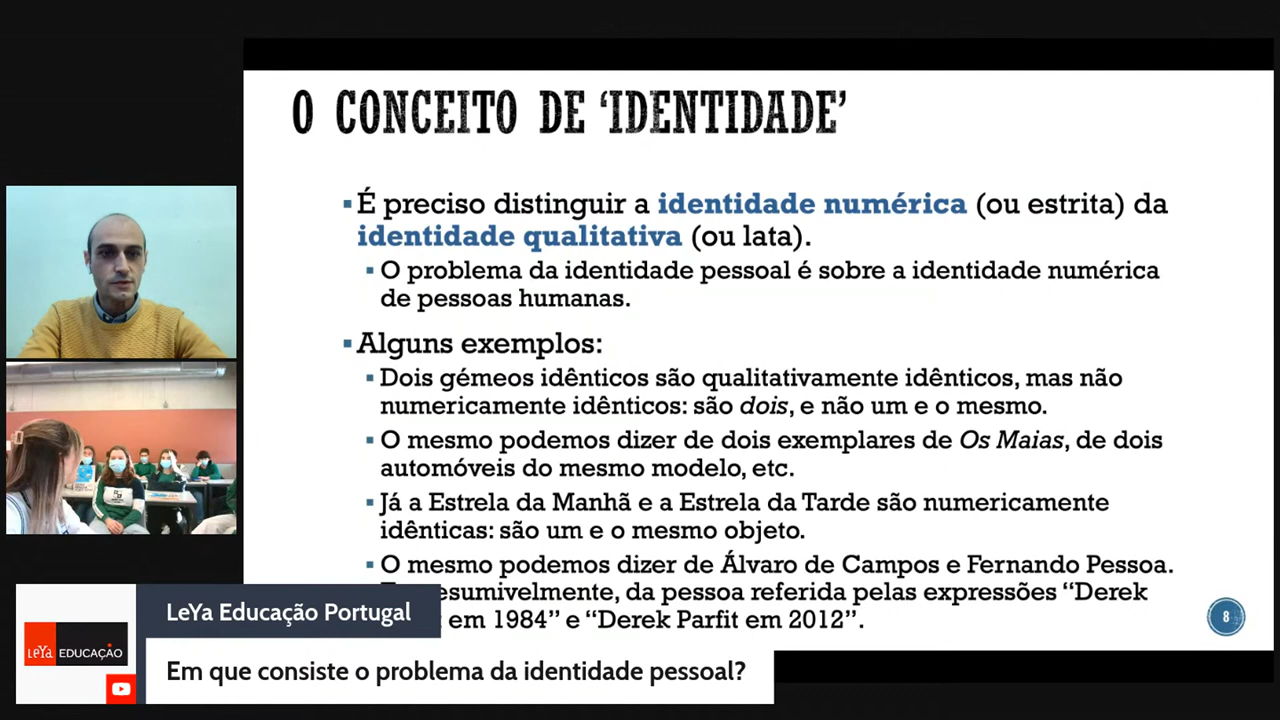 O CONCEITO DE ‘IDENTIDADE’
▪ É preciso distinguir a identidade numérica (ou estrita) da
identidade qualitativa (ou lata).
▪ O problema da identidade pessoal é sobre a identidade numérica
de pessoas humanas.
▪ Alguns exemplos:
▪ Dois gémeos idênticos são qualitativamente idênticos, mas não
numericamente idênticos: são dois, e não um e o mesmo.
▪ O mesmo podemos dizer de dois exemplares de Os Maias, de dois
automóveis do mesmo modelo, etc.
▪ Já a Estrela da Manhã e a Estrela da Tarde são numericamente
idênticas: são um e o mesmo objeto.
▪ O mesmo podemos dizer de Álvaro de Campos e Fernando Pessoa.
esumivelmente, da pessoa referida pelas expressões “Derek
em 1984” e “Derek Parfit em 2012”.
8
LeYa EDUCAÇÃO
LeYa Educação Portugal
Em que consiste o problema da identidade pessoal?